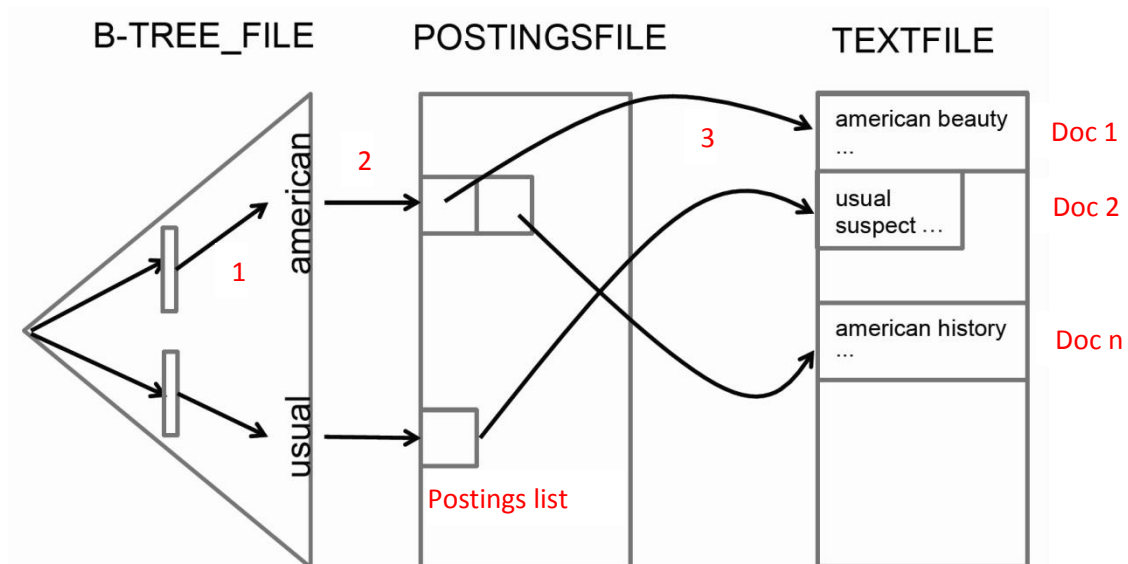 B-TREE_FILE
POSTINGSFILE
TEXTFILE
american
usual
1
2
3
Postings list
american beauty
...
Doc 1
usual
suspect ...
Doc 2
american history
...
Doc n